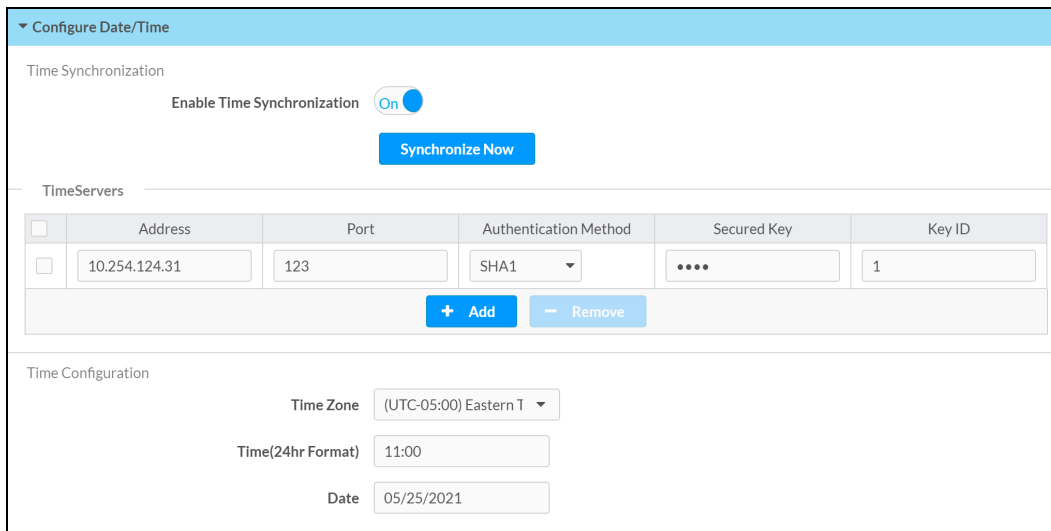 Configure Date/Time
Time Synchronization
Enable Time Synchronization On
Synchronize Now
TimeServers
Address Port Authentication Method Secured Key Key ID
10.254.124.31 123 SHA1 •••• 1
+ Add − Remove
Time Configuration
Time Zone (UTC-05:00) Eastern T
Time(24hr Format) 11:00
Date 05/25/2021